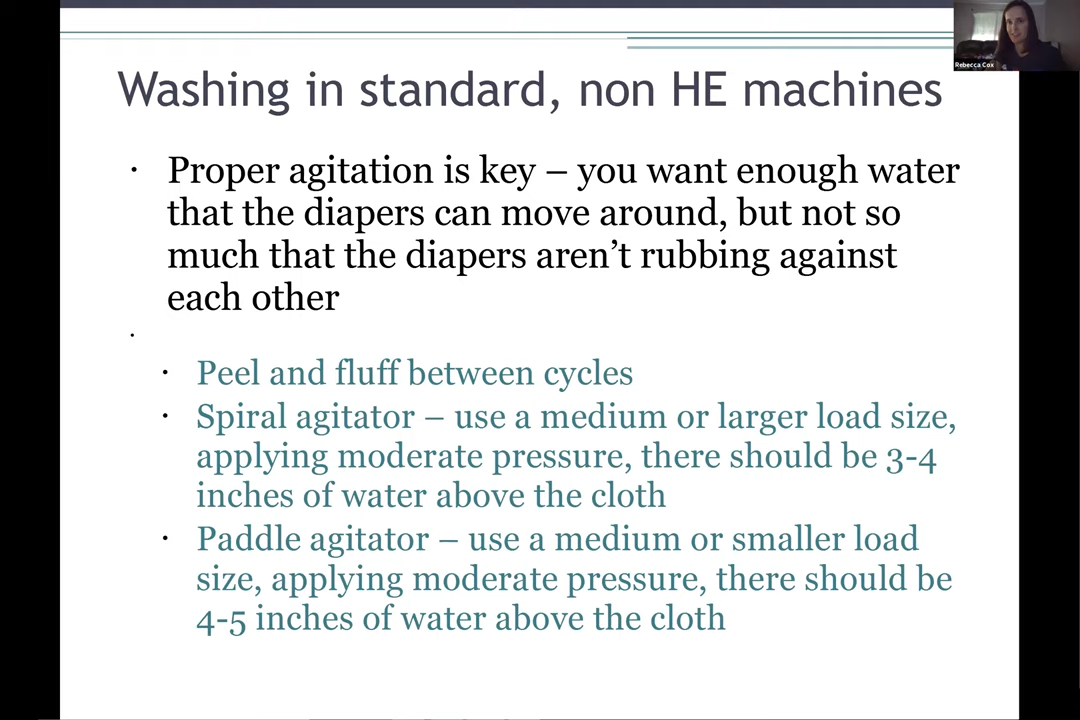 Rebecca Cox
Washing in standard, non HE machines
· Proper agitation is key – you want enough water
that the diapers can move around, but not so
much that the diapers aren’t rubbing against
each other
·
· Peel and fluff between cycles
· Spiral agitator – use a medium or larger load size,
applying moderate pressure, there should be 3-4
inches of water above the cloth
· Paddle agitator – use a medium or smaller load
size, applying moderate pressure, there should be
4-5 inches of water above the cloth